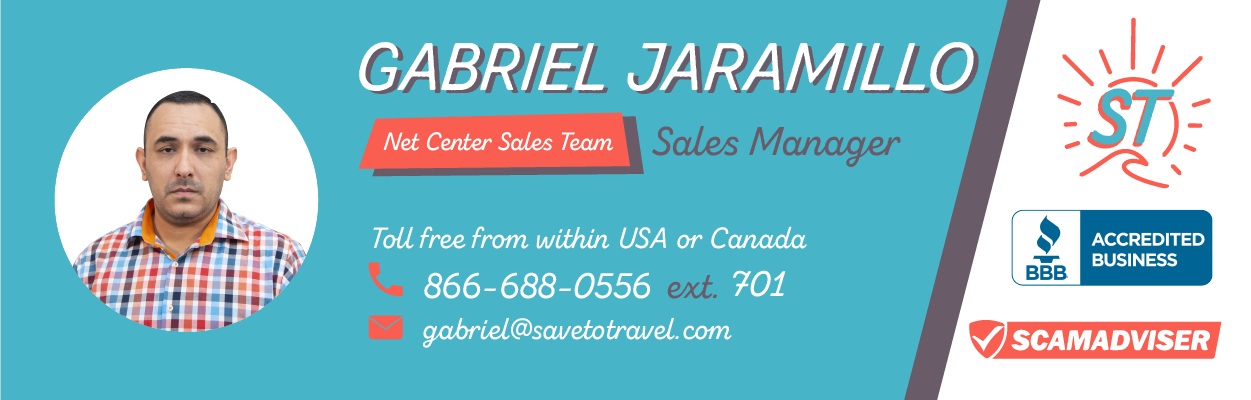 GABRIEL JARAMILLO
Net Center Sales Team
Sales Manager
Toll free from within USA or Canada
866-688-0556 ext. 701
gabriel@savetotravel.com
ST
BBB
ACCREDITED
BUSINESS
SCAMADVISER